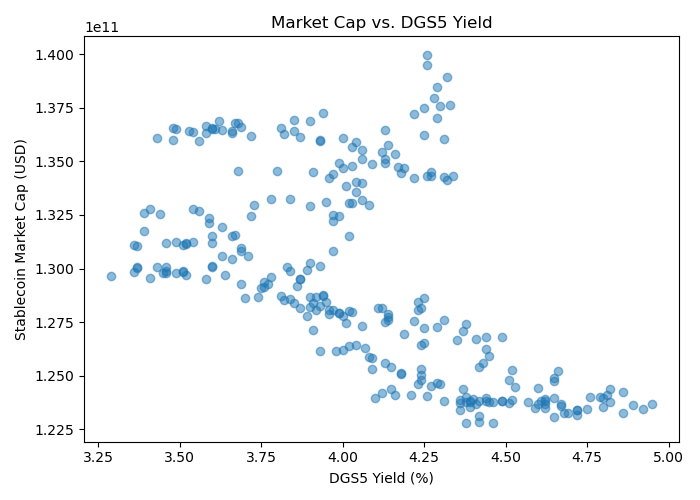 Market Cap vs. DGS5 Yield
1e11
1.400
1.375
1.350
1.325
1.300
1.275
1.250
1.225
Stablecoin Market Cap (USD)
3.25 3.50 3.75 4.00 4.25 4.50 4.75 5.00
DGS5 Yield (%)